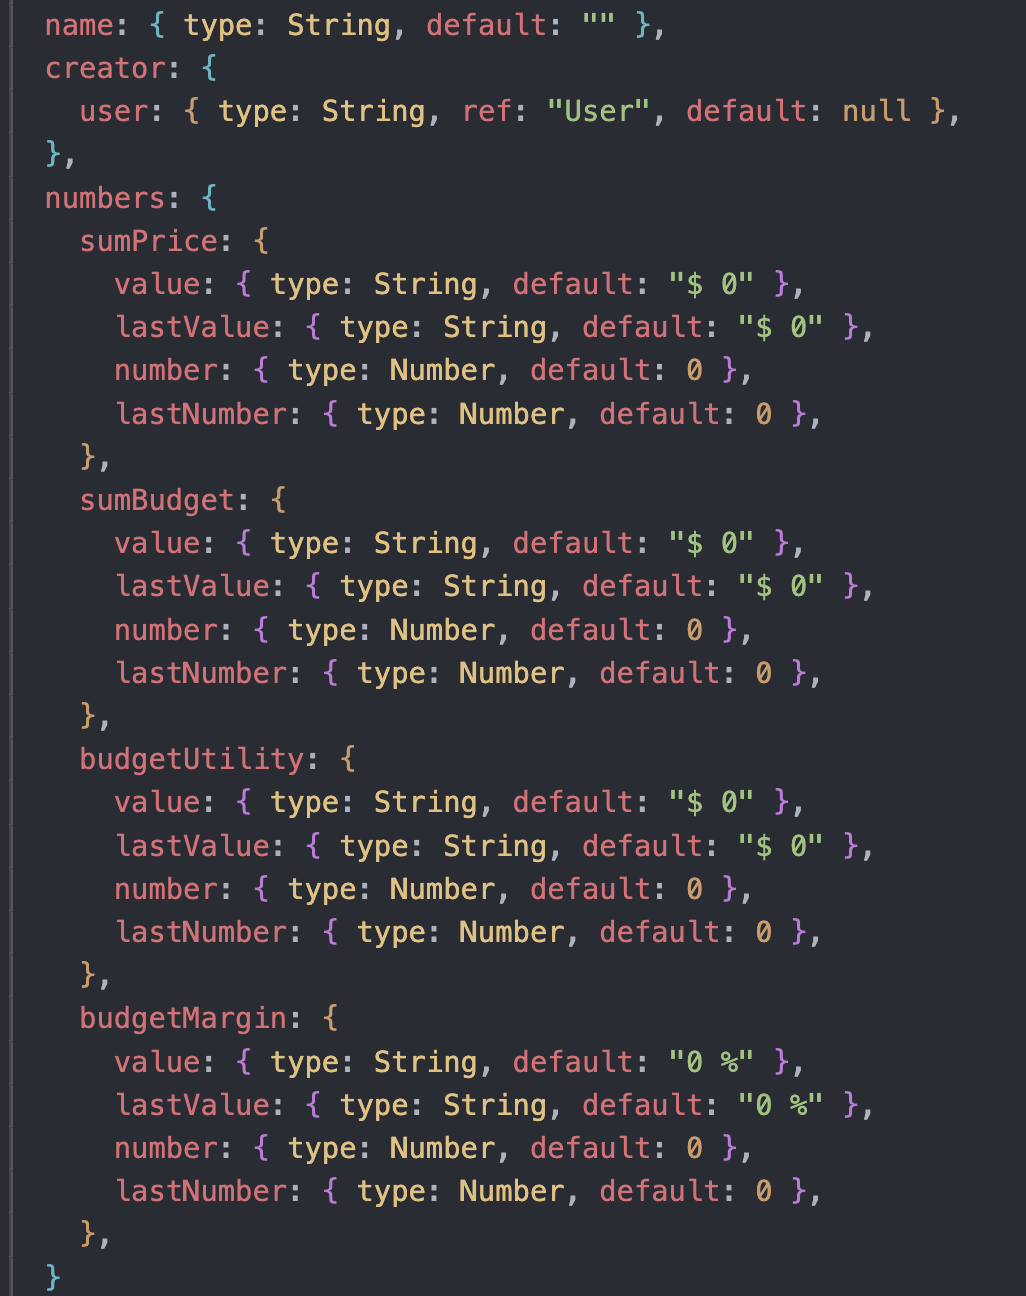 name: { type: String, default: "" },
creator: {
  user: { type: String, ref: "User", default: null },
},
numbers: {
  sumPrice: {
    value: { type: String, default: "$ 0" },
    lastValue: { type: String, default: "$ 0" },
    number: { type: Number, default: 0 },
    lastNumber: { type: Number, default: 0 },
  },
  sumBudget: {
    value: { type: String, default: "$ 0" },
    lastValue: { type: String, default: "$ 0" },
    number: { type: Number, default: 0 },
    lastNumber: { type: Number, default: 0 },
  },
  budgetUtility: {
    value: { type: String, default: "$ 0" },
    lastValue: { type: String, default: "$ 0" },
    number: { type: Number, default: 0 },
    lastNumber: { type: Number, default: 0 },
  },
  budgetMargin: {
    value: { type: String, default: "0 %" },
    lastValue: { type: String, default: "0 %" },
    number: { type: Number, default: 0 },
    lastNumber: { type: Number, default: 0 },
  },
}